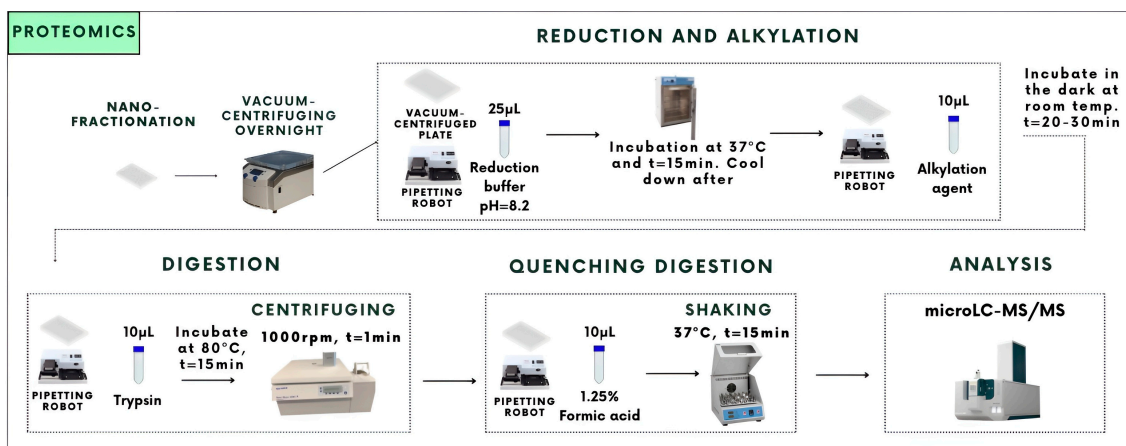 PROTEOMICS
REDUCTION AND ALKYLATION
NANO-
FRACTIONATION
VACUUM-
CENTRIFUGING
OVERNIGHT
VACUUM-
CENTRIFUGED
PLATE
PIPETTING
ROBOT
25µL
Reduction
buffer
pH=8.2
Incubation at 37°C
and t=15min. Cool
down after
PIPETTING
ROBOT
10µL
Alkylation
agent
Incubate in
the dark at
room temp.
t=20-30min
DIGESTION
PIPETTING
ROBOT
10µL
Trypsin
Incubate
at 80°C,
t=15min
CENTRIFUGING
1000rpm, t=1min
QUENCHING DIGESTION
PIPETTING
ROBOT
10µL
1.25%
Formic acid
SHAKING
37°C, t=15min
ANALYSIS
microLC-MS/MS